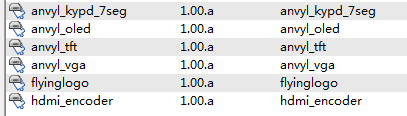 anvyl_kypd_7seg 1.00.a anvyl_kypd_7seg
anvyl_oled 1.00.a anvyl_oled
anvyl_tft 1.00.a anvyl_tft
anvyl_vga 1.00.a anvyl_vga
flyinglogo 1.00.a flyinglogo
hdmi_encoder 1.00.a hdmi_encoder